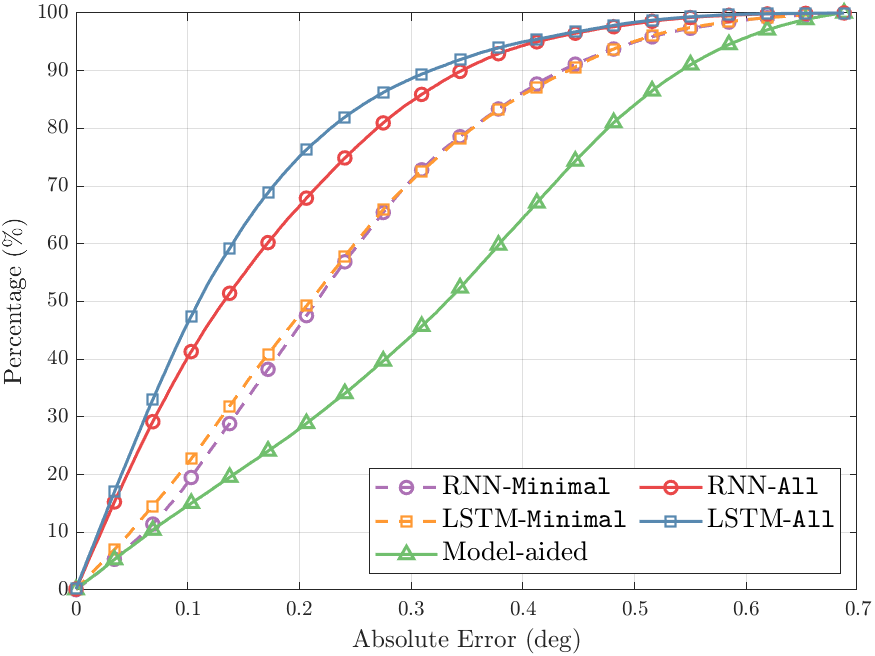 100
90
80
70
60
50
40
30
20
10
0
Percentage (%)
RNN-Minimal RNN-All
LSTM-Minimal LSTM-All
Model-aided
0 0.1 0.2 0.3 0.4 0.5 0.6 0.7
Absolute Error (deg)